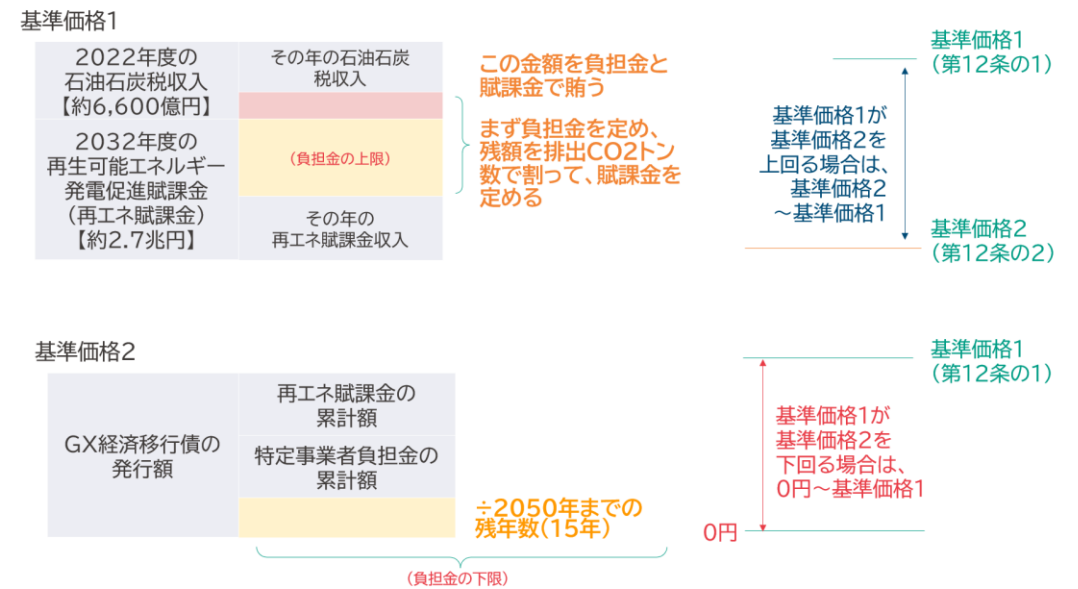 基準価格1
2022年度の
石油石炭税収入
【約6,600億円】
その年の石油石炭
税収入
2032年度の
再生可能エネルギー
発電促進賦課金
(再エネ賦課金)
【約2.7兆円】
(負担金の上限)
その年の
再エネ賦課金収入
この金額を負担金と
賦課金で賄う
まず負担金を定め、
残額を排出CO2トン
数で割って、賦課金を
定める
基準価格1
(第12条の1)
基準価格1が
基準価格2を
上回る場合は、
基準価格2
~基準価格1
基準価格2
(第12条の2)
基準価格2
GX経済移行債の
発行額
再エネ賦課金の
累計額
特定事業者負担金の
累計額
÷2050年までの
残年数(15年)
(負担金の下限)
基準価格1
(第12条の1)
基準価格1が
基準価格2を
下回る場合は、
0円~基準価格1
0円